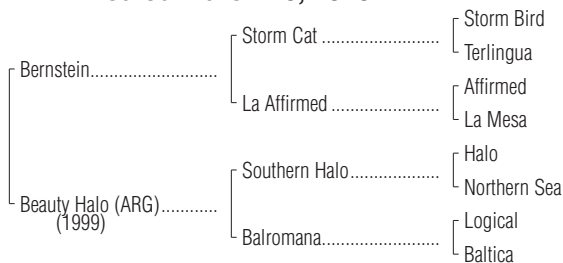 Storm Bird
Storm Cat ........................
Terlingua
Bernstein..........................
Affirmed
La Affirmed ......................
La Mesa
Halo
Southern Halo....................
Northern Sea
Beauty Halo (ARG)............
(1999)
Logical
Balromana.........................
Baltica